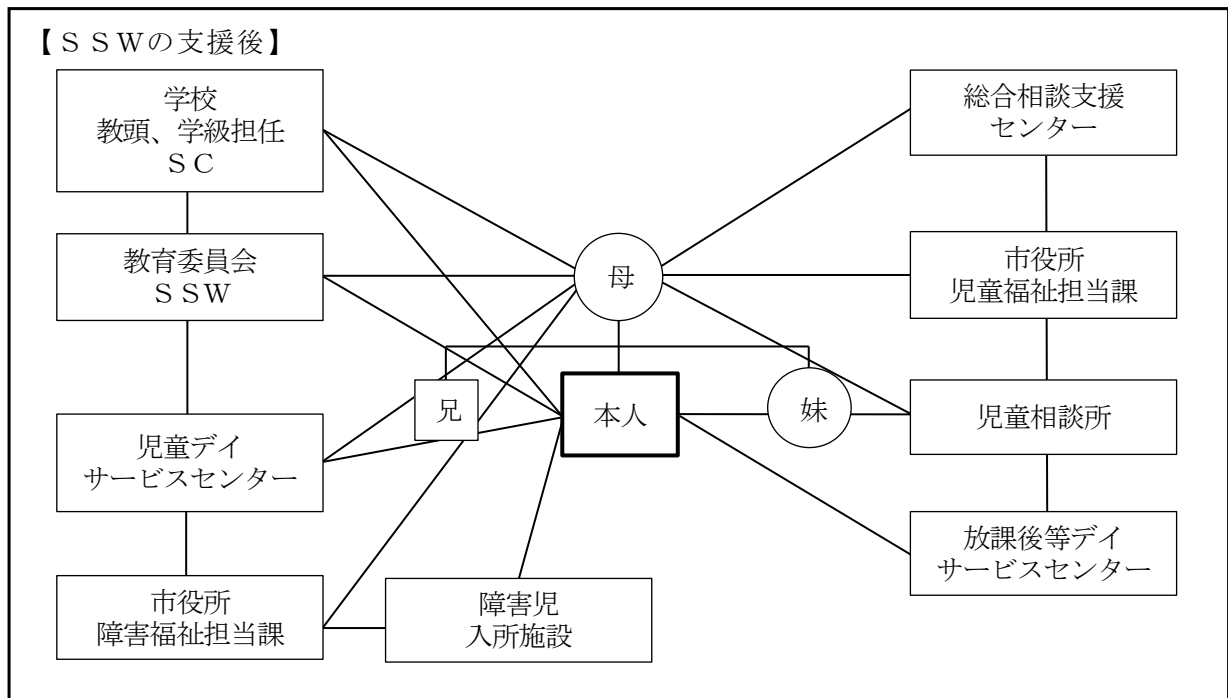 【ＳＳＷの支援後】
学校
教頭、学級担任
ＳＣ
総合相談支援
センター
教育委員会
ＳＳＷ
母
市役所
児童福祉担当課
兄
本人
妹
児童相談所
児童デイ
サービスセンター
放課後等デイ
サービスセンター
市役所
障害福祉担当課
障害児
入所施設